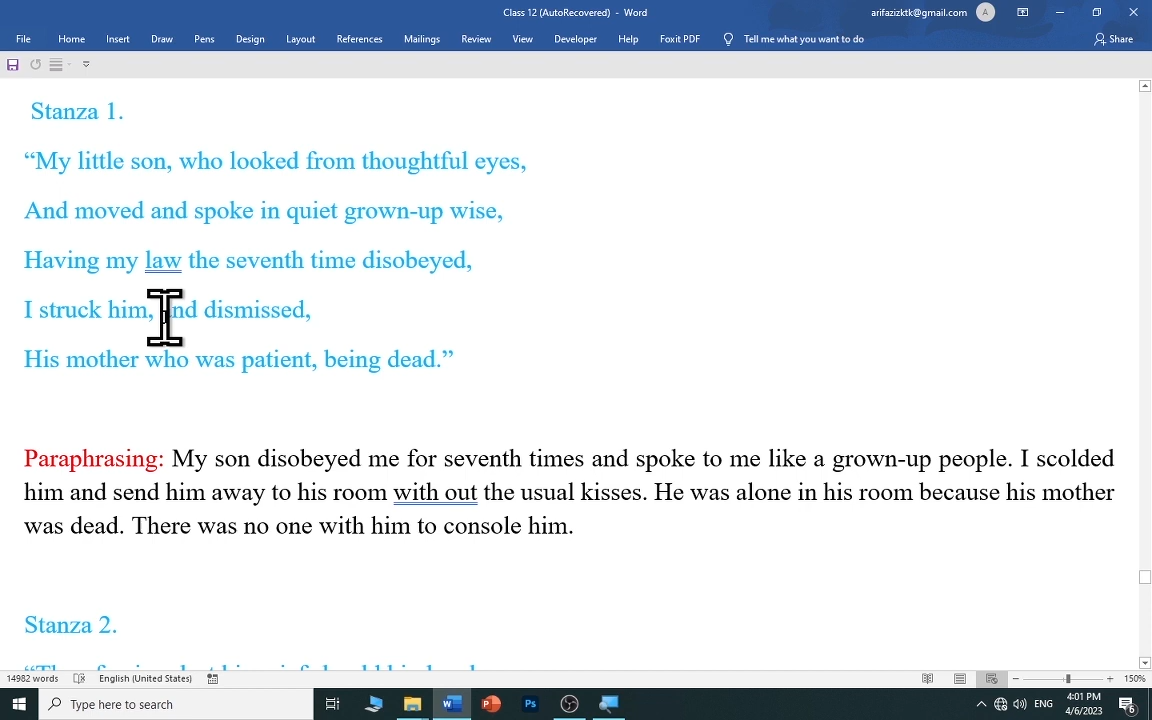 Class 12 (AutoRecovered) - Word
arifazizktk@gmail.com A
File Home Insert Draw Pens Design Layout References Mailings Review View Developer Help Foxit PDF Tell me what you want to do Share
Stanza 1.
“My little son, who looked from thoughtful eyes,
And moved and spoke in quiet grown-up wise,
Having my law the seventh time disobeyed,
I struck him, and dismissed,
His mother who was patient, being dead.”
Paraphrasing: My son disobeyed me for seventh times and spoke to me like a grown-up people. I scolded
him and send him away to his room with out the usual kisses. He was alone in his room because his mother
was dead. There was no one with him to console him.
Stanza 2.
14982 words English (United States) 150%
Type here to search
ENG
4:01 PM
4/6/2023
6